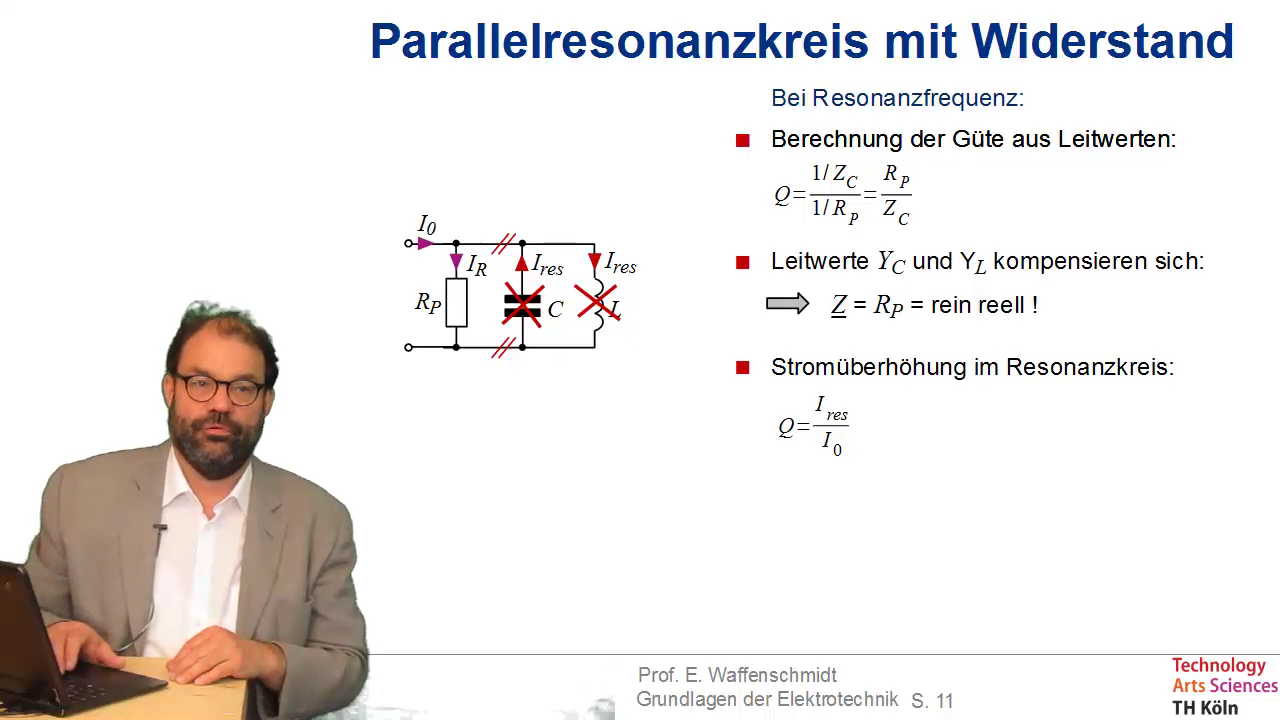 Parallelresonanzkreis mit Widerstand
Bei Resonanzfrequenz:
Berechnung der Güte aus Leitwerten:
Q = (1/Z_C)/(1/R_P) = R_P/Z_C
Leitwerte Y_C und Y_L kompensieren sich:
Z = R_P = rein reell !
Stromüberhöhung im Resonanzkreis:
Q = I_res/I_0
I_0
I_R
I_res
I_res
R_P
C
L
Prof. E. Waffenschmidt
Grundlagen der Elektrotechnik S. 11
Technology
Arts Sciences
TH Köln